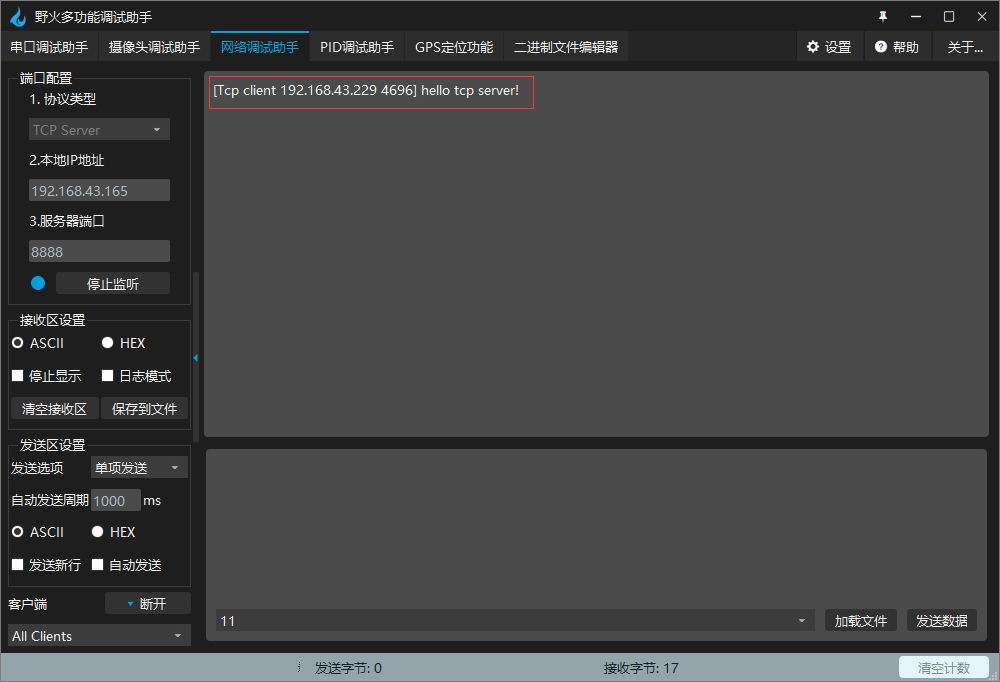 野火多功能调试助手
串口调试助手 摄像头调试助手 网络调试助手 PID调试助手 GPS定位功能 二进制文件编辑器 设置 帮助 关于...
端口配置
1. 协议类型
TCP Server
2.本地IP地址
192.168.43.165
3.服务器端口
8888
停止监听
接收区设置
ASCII HEX
停止显示 日志模式
清空接收区 保存到文件
发送区设置
发送选项 单项发送
自动发送周期 1000 ms
ASCII HEX
发送新行 自动发送
客户端 断开
All Clients
[Tcp client 192.168.43.229 4696] hello tcp server!
11 加载文件 发送数据
发送字节: 0 接收字节: 17 清空计数